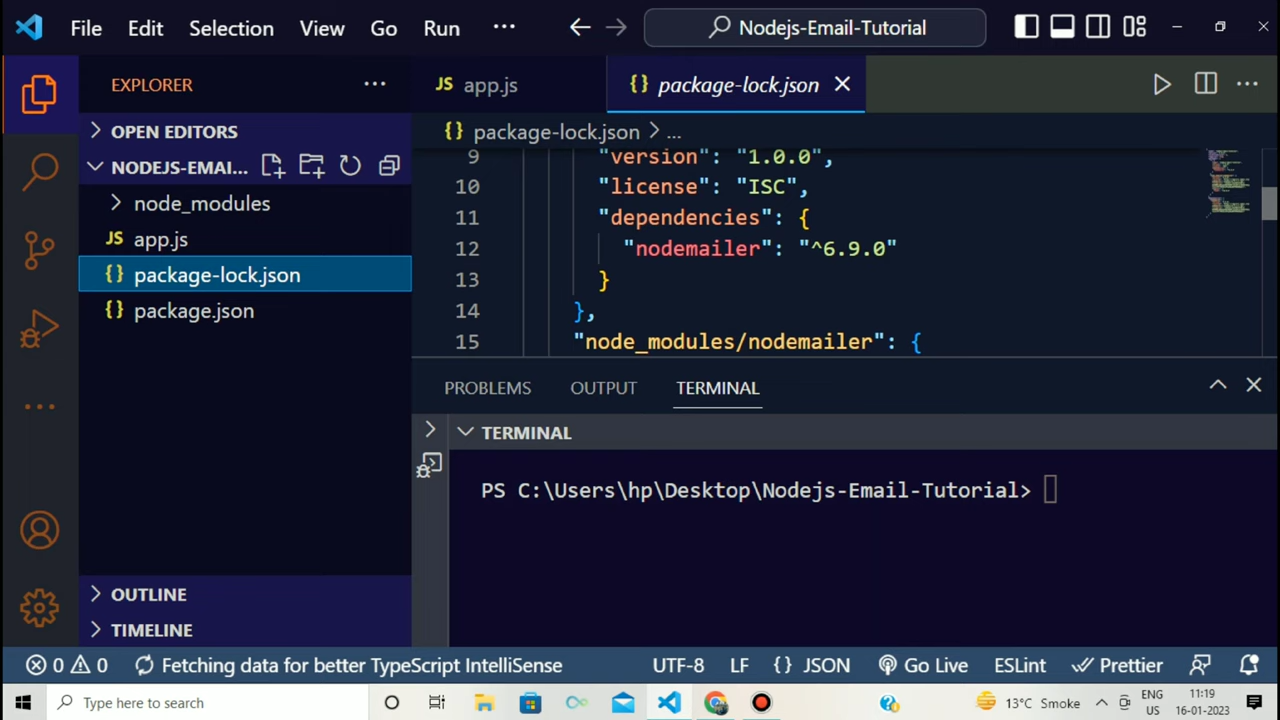 File Edit Selection View Go Run ··· Nodejs-Email-Tutorial
EXPLORER ···
OPEN EDITORS
NODEJS-EMAI...
node_modules
JS app.js
{} package-lock.json
{} package.json
OUTLINE
TIMELINE
JS app.js {} package-lock.json
{} package-lock.json > ...
9 "version": "1.0.0",
10 "license": "ISC",
11 "dependencies": {
12 "nodemailer": "^6.9.0"
13 }
14 },
15 "node_modules/nodemailer": {
PROBLEMS OUTPUT TERMINAL
TERMINAL
PS C:\Users\hp\Desktop\Nodejs-Email-Tutorial>
0 0 Fetching data for better TypeScript IntelliSense UTF-8 LF {} JSON Go Live ESLint Prettier
Type here to search 13°C Smoke ENG US 11:19 16-01-2023